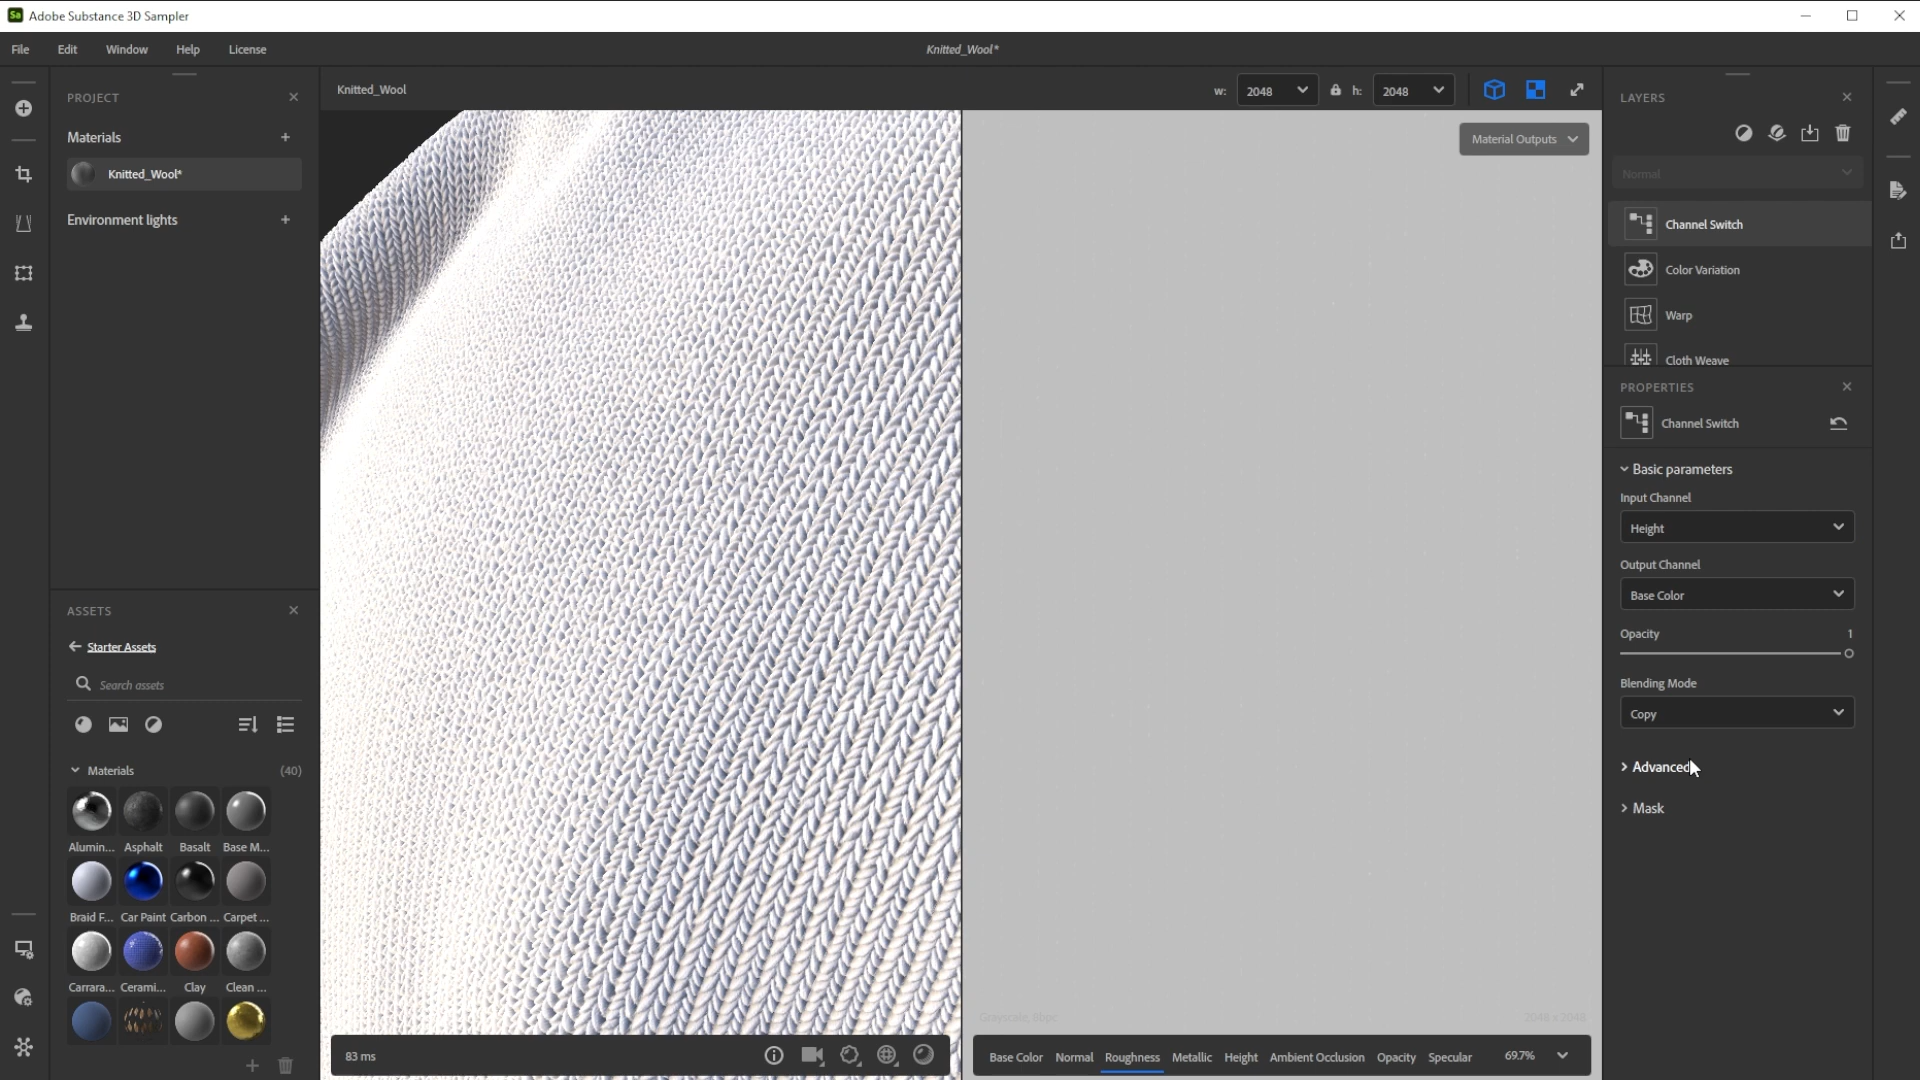 Adobe Substance 3D Sampler
File Edit Window Help License
Knitted_Wool*
PROJECT
Materials
Knitted_Wool*
Environment lights
ASSETS
Starter Assets
Search assets
Materials (40)
Alumin... Asphalt Basalt Base M...
Braid F... Car Paint Carbon ... Carpet ...
Carrara... Cerami... Clay Clean ...
Knitted_Wool
w: 2048 h: 2048
Material Outputs
83 ms
Grayscale, 8bpc
2048 x 2048
Base Color Normal Roughness Metallic Height Ambient Occlusion Opacity Specular 69.7%
LAYERS
Normal
Channel Switch
Color Variation
Warp
Cloth Weave
PROPERTIES
Channel Switch
Basic parameters
Input Channel
Height
Output Channel
Base Color
Opacity 1
Blending Mode
Copy
Advanced
Mask